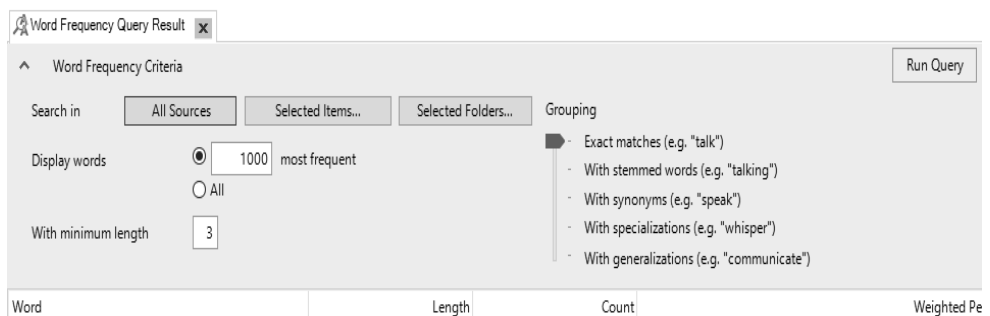 Word Frequency Query Result x
Word Frequency Criteria Run Query
Search in All Sources Selected Items... Selected Folders... Grouping
Exact matches (e.g. "talk")
Display words 1000 most frequent
With stemmed words (e.g. "talking")
All
With synonyms (e.g. "speak")
With minimum length 3
With specializations (e.g. "whisper")
With generalizations (e.g. "communicate")
Word Length Count Weighted Pe